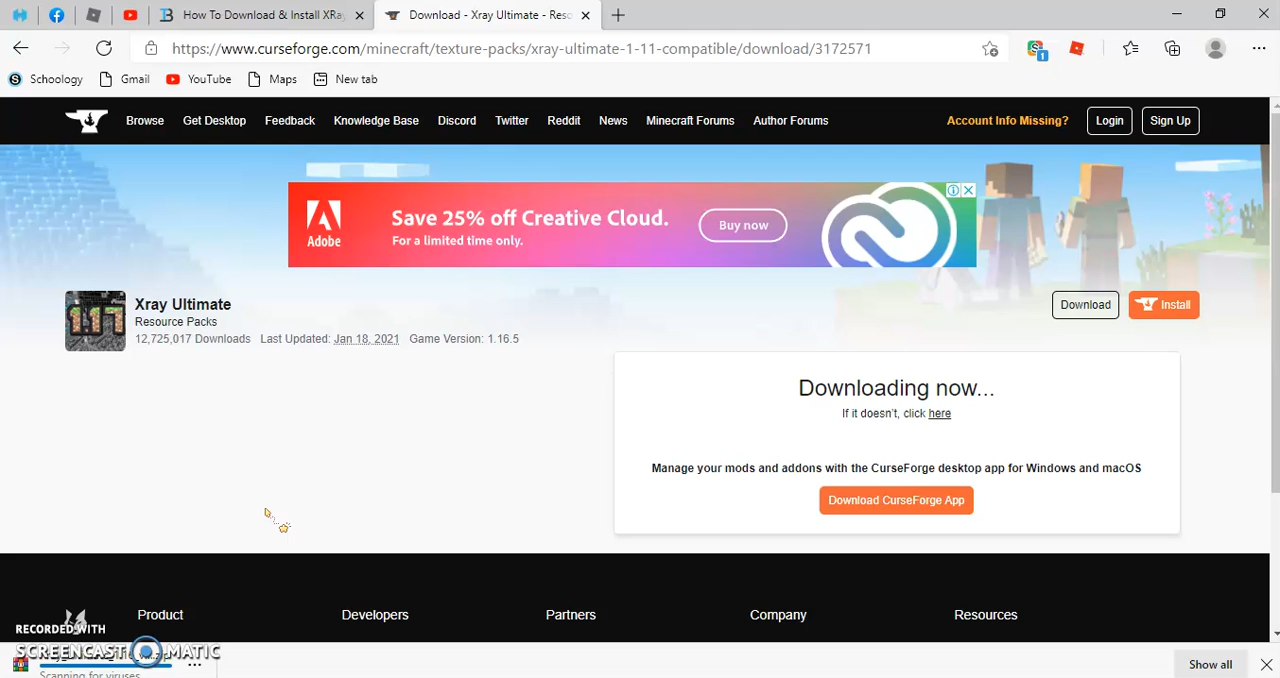 How To Download & Install XRay
Download - Xray Ultimate - Reso
https://www.curseforge.com/minecraft/texture-packs/xray-ultimate-1-11-compatible/download/3172571
1
Schoology Gmail YouTube Maps New tab
Browse Get Desktop Feedback Knowledge Base Discord Twitter Reddit News Minecraft Forums Author Forums Account Info Missing? Login Sign Up
Adobe
Save 25% off Creative Cloud.
For a limited time only.
Buy now
Xray Ultimate
Resource Packs
12,725,017 Downloads Last Updated: Jan 18, 2021 Game Version: 1.16.5
Download Install
Downloading now...
If it doesn't, click here
Manage your mods and addons with the CurseForge desktop app for Windows and macOS
Download CurseForge App
Product Developers Partners Company Resources
RECORDED WITH
SCREENCAST MATIC
Scanning for viruses
Show all